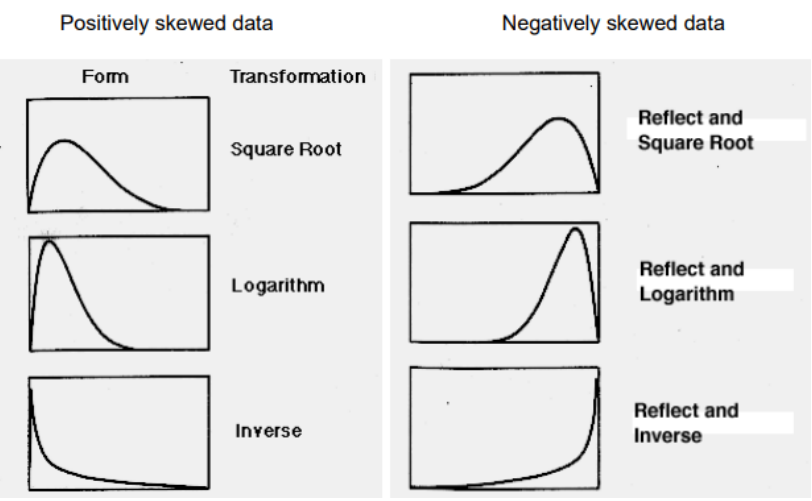 Positively skewed data
Negatively skewed data
Form
Transformation
Square Root
Logarithm
Inverse
Reflect and
Square Root
Reflect and
Logarithm
Reflect and
Inverse